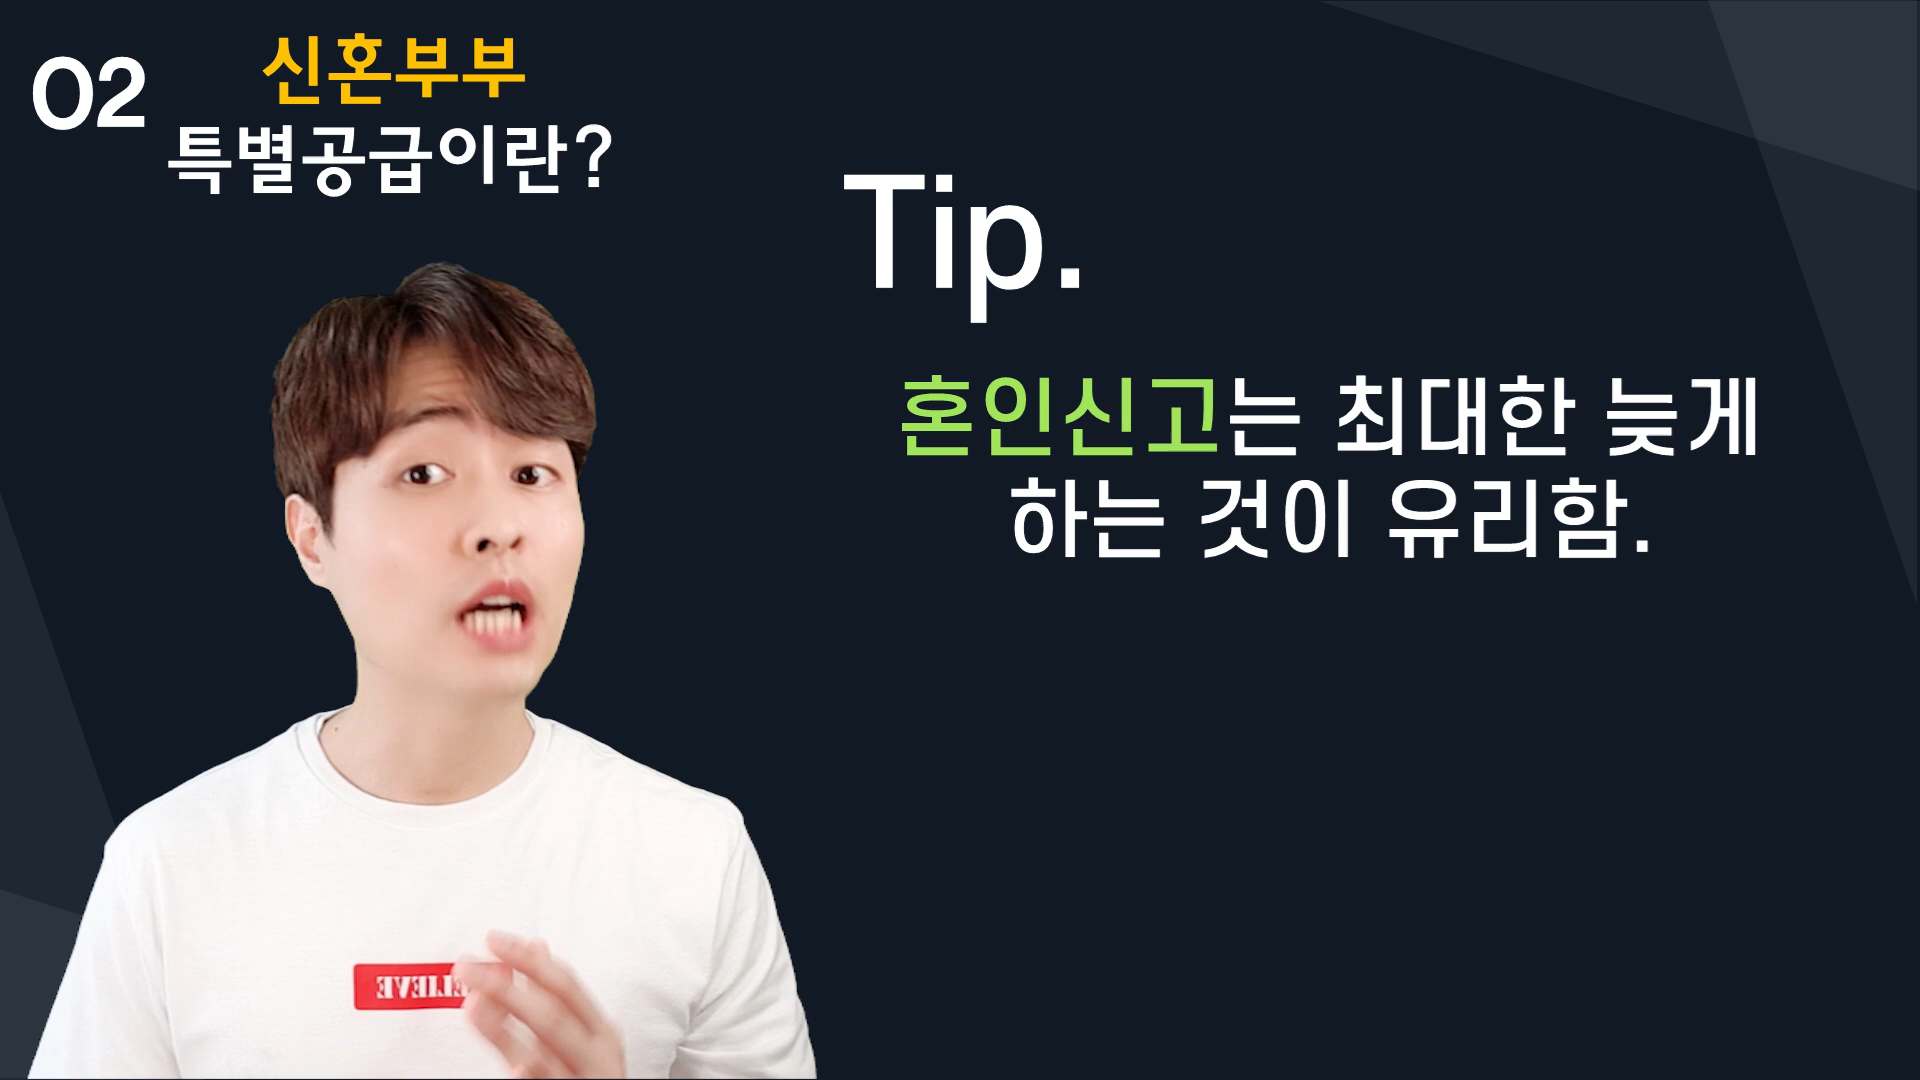 02
신혼부부
특별공급이란?
Tip.
혼인신고는 최대한 늦게
하는 것이 유리함.